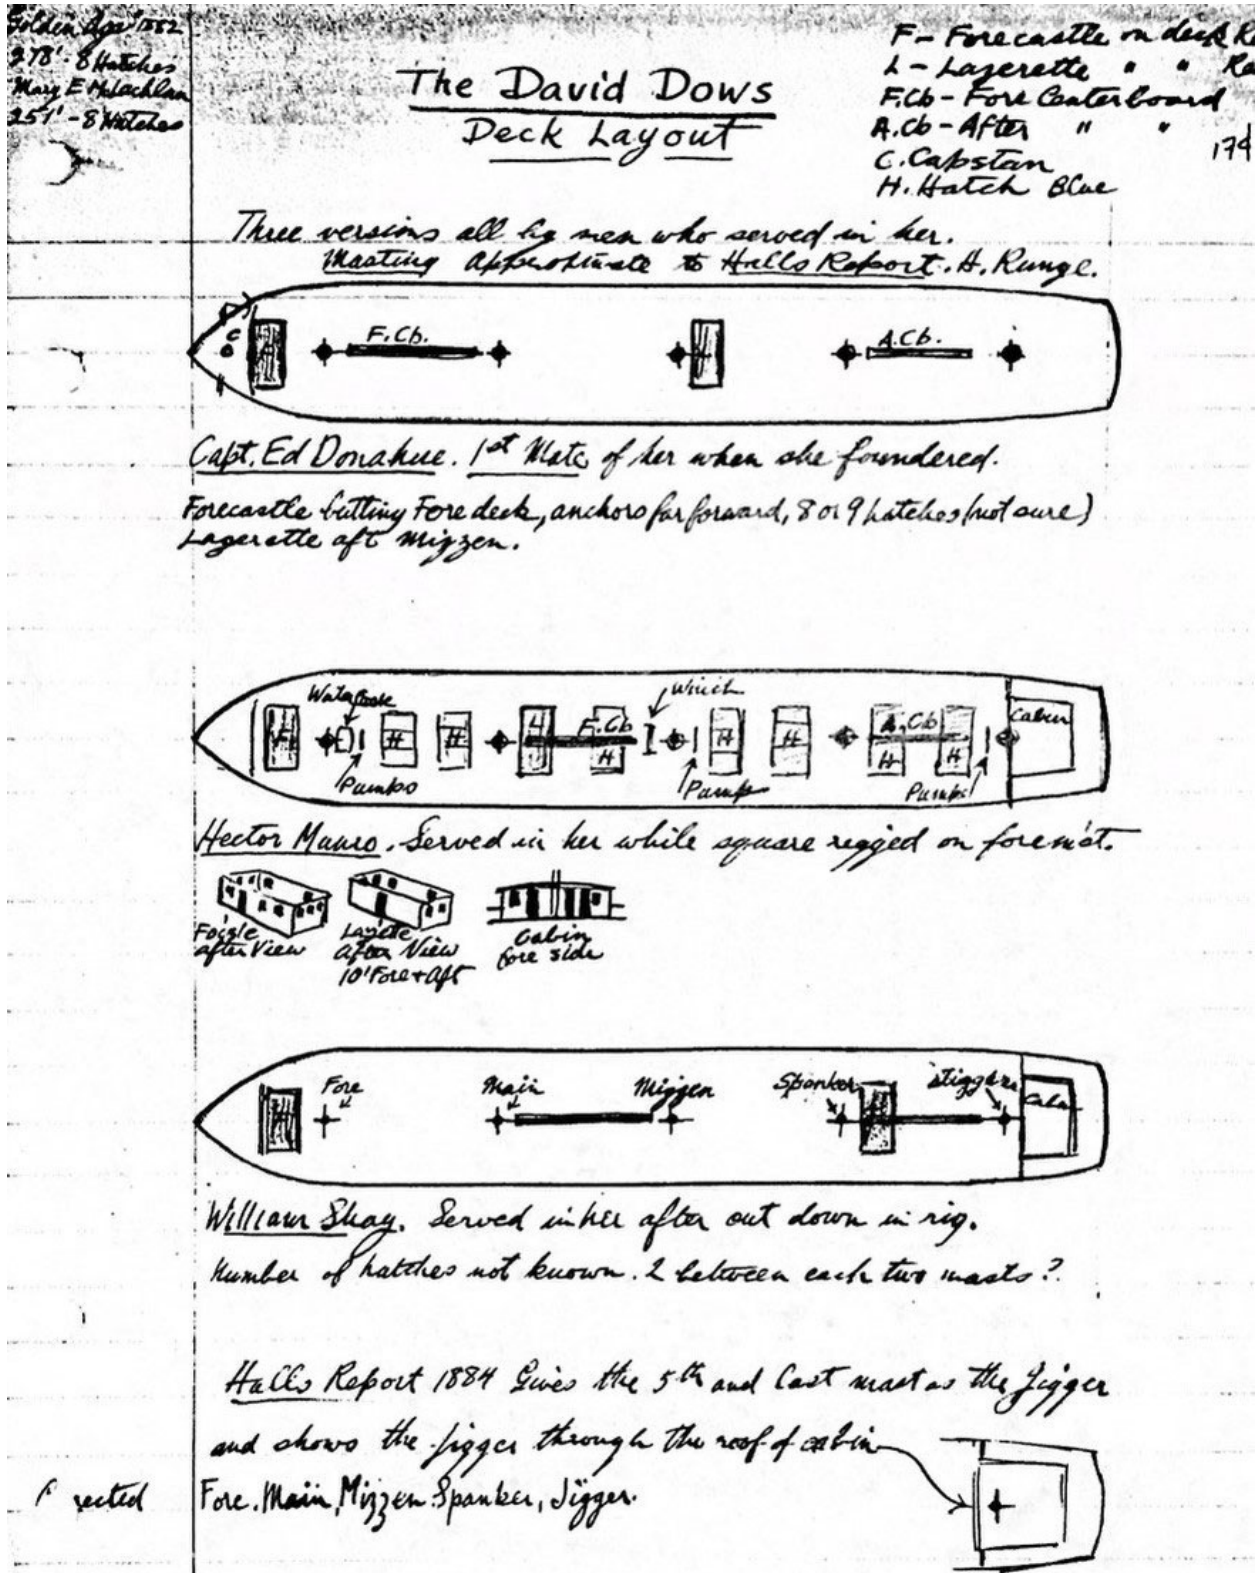 Golden Age 1882
278' - 8 Hatches
Mary E McLachlan
251' - 8 Hatches
The David Dows
Deck Layout
F - Forecastle on deck
L - Lazerette " "
F.Cb - Fore Centerboard
A.Cb - After " "
174
C. Capstan
H. Hatch Blue
Three versions all by men who served in her.
Masting approximate to Halls Report. H. Runge.
C
F.Cb.
A.Cb.
Capt. Ed Donahue. 1st Mate of her when she foundered.
Forecastle butting Fore deck, anchors far forward, 8 or 9 hatches (not sure)
Lazerette aft Mizzen.
Winch
F H H L F.Cb H H H A.Cb H H Cabin
Pumps Pump Pumps
Hector Munro. Served in her while square rigged on forem'st.
Fo'c'sle
after View
after View
10' Fore + Aft
Cabin
fore side
Fore Main Mizzen Spanker
William Shay. Served in her after cut down in rig.
Number of hatches not known. 2 between each two masts?
Halls Report 1884 Gives the 5th and last mast as the Jigger
and shows the jigger through the roof of cabin
Fore. Main, Mizzen Spanker, Jigger.